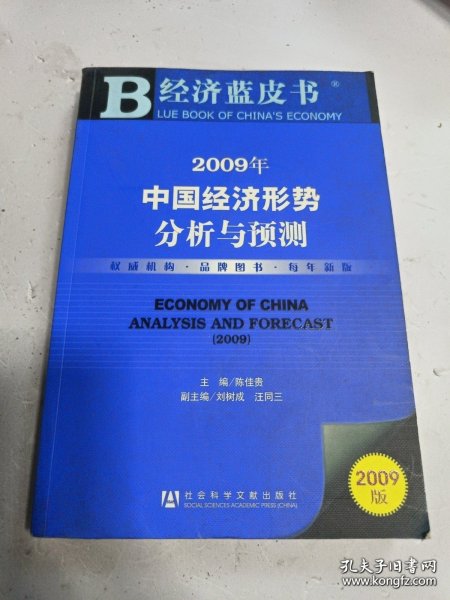 B 经济蓝皮书®
LUE BOOK OF CHINA'S ECONOMY
2009年
中国经济形势
分析与预测
权威机构·品牌图书·每年新版
ECONOMY OF CHINA
ANALYSIS AND FORECAST
(2009)
主 编/陈佳贵
副主编/刘树成 汪同三
社会科学文献出版社
SOCIAL SCIENCES ACADEMIC PRESS (CHINA)
2009
版
孔夫子旧书网
www.kongfz.com